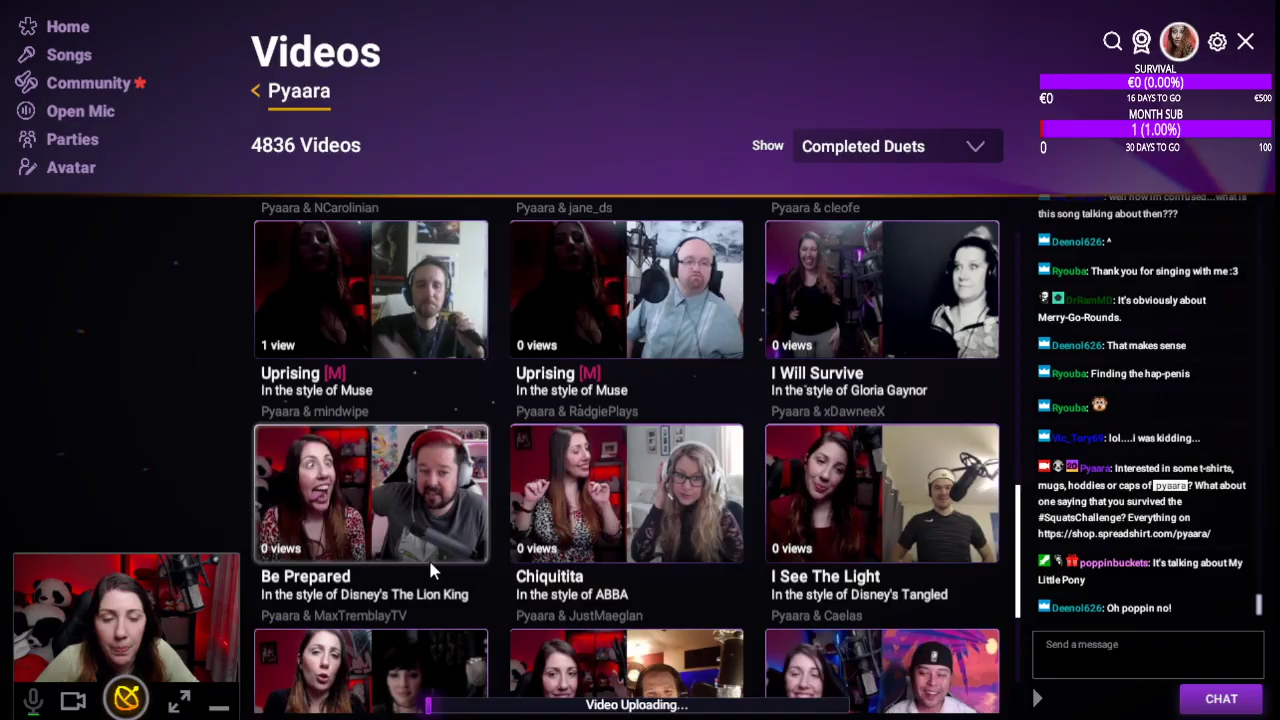 Home
Songs
Community *
Open Mic
Parties
Avatar
Videos
< Pyaara
4836 Videos
Show
Completed Duets
SURVIVAL
€0 (0.00%)
€0
16 DAYS TO GO
€500
MONTH SUB
1 (1.00%)
0
30 DAYS TO GO
100
Pyaara & NCarolinian
Pyaara & jane_ds
Pyaara & cleofe
1 view
Uprising [M]
In the style of Muse
Pyaara & mindwipe
0 views
Uprising [M]
In the style of Muse
Pyaara & RadgiePlays
0 views
I Will Survive
In the style of Gloria Gaynor
Pyaara & xDawneeX
0 views
Be Prepared
In the style of Disney's The Lion King
Pyaara & MaxTremblayTV
0 views
Chiquitita
In the style of ABBA
Pyaara & JustMaeglan
0 views
I See The Light
In the style of Disney's Tangled
Pyaara & Caelas
Video Uploading...
well now im confused...what is
this song talking about then???
Deenol626: ^
Ryouba: Thank you for singing with me :3
DrRamMD: It's obviously about
Merry-Go-Rounds.
Deenol626: That makes sense
Ryouba: Finding the hap-penis
Ryouba:
Vic_Tory69: lol....i was kidding...
20 Pyaara: Interested in some t-shirts,
mugs, hoddies or caps of pyaara? What about
one saying that you survived the
#SquatsChallenge? Everything on
https://shop.spreadshirt.com/pyaara/
poppinbuckets: It's talking about My
Little Pony
Deenol626: Oh poppin no!
Send a message
CHAT